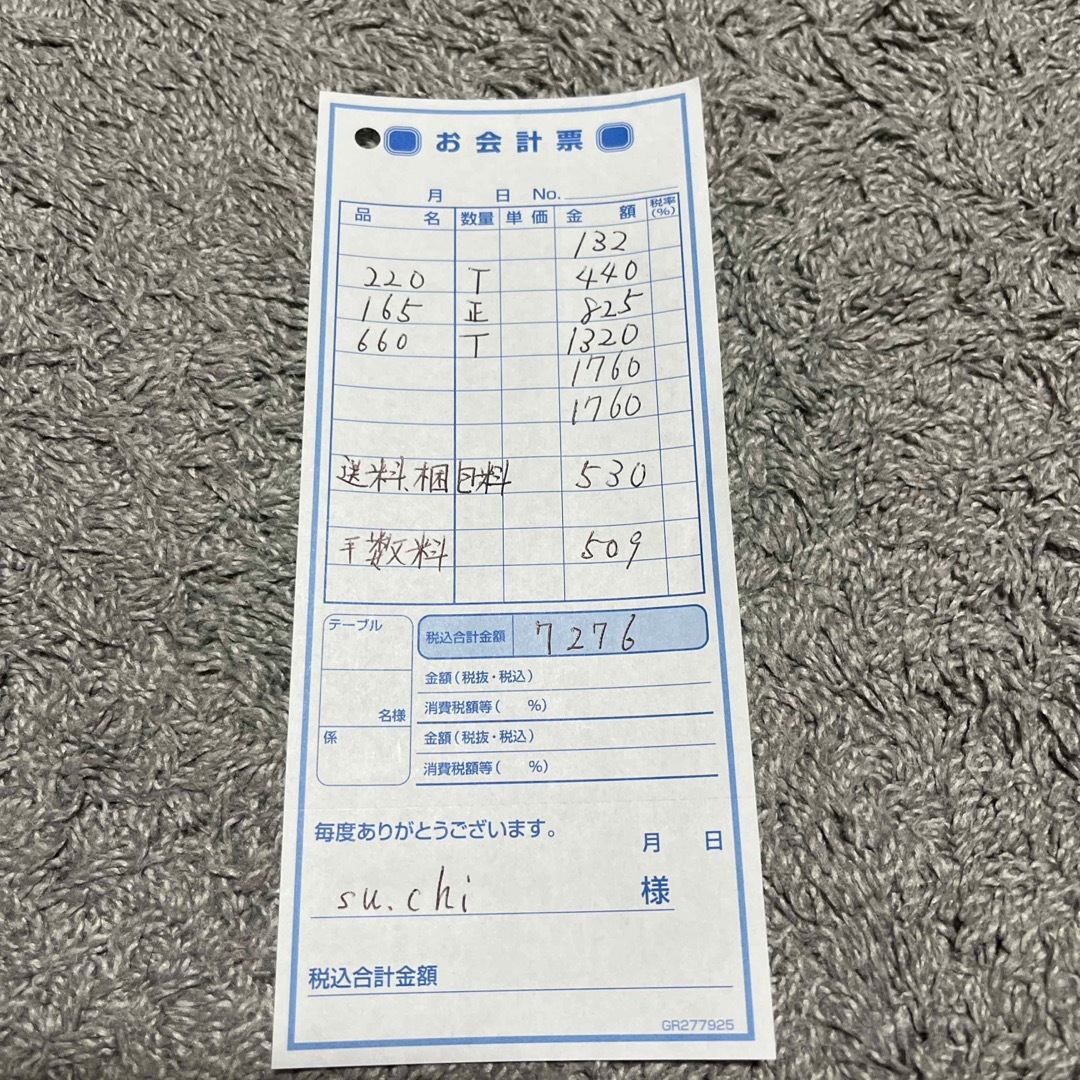 お会計票
月 日 No.
品名 数量 単価 金額 税率(%)
132
220 T 440
165 正 825
660 T 1320
1760
1760
送料、梱包料 530
手数料 509
テーブル
税込合計金額 7276
金額(税抜・税込)
名様
消費税額等( %)
係
金額(税抜・税込)
消費税額等( %)
毎度ありがとうございます。
月 日
su.chi 様
税込合計金額
GR277925